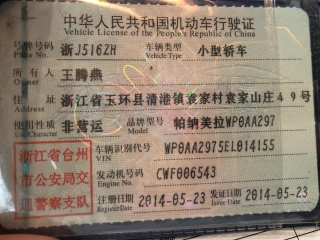 中华人民共和国机动车行驶证
Vehicle License of the People's Republic of China
号牌号码 浙J516ZH 车辆类型 小型轿车
Plate No. Vehicle Type
所有人 王腾燕
Owner
住址 浙江省玉环县清港镇袁家村袁家山庄49号
Address
使用性质 非营运 品牌型号 帕纳美拉WP0AA297
Use Character Model
浙江省台州市公安局交通警察支队
车辆识别代号 WP0AA2975EL014155
VIN
发动机号码 CWF006543
Engine No.
注册日期 2014-05-23 发证日期 2014-05-23
Register Date Issue Date